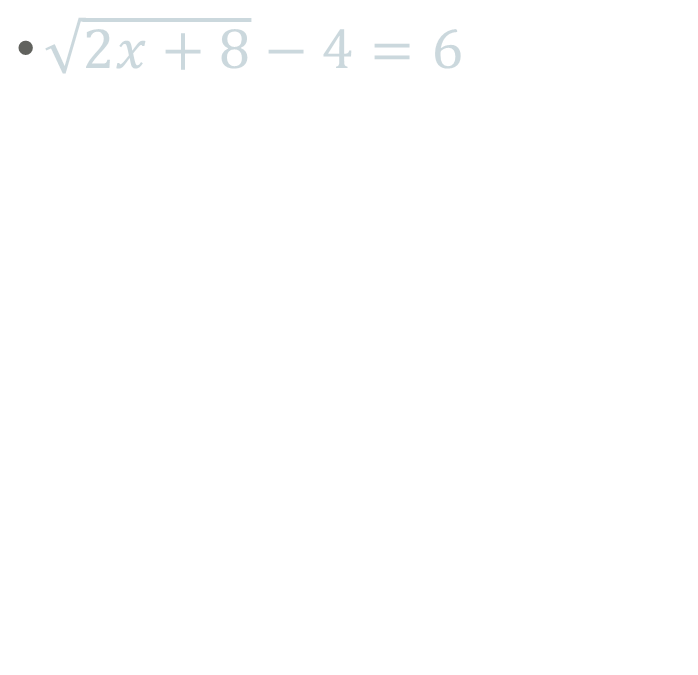 • √(2x + 8) − 4 = 6